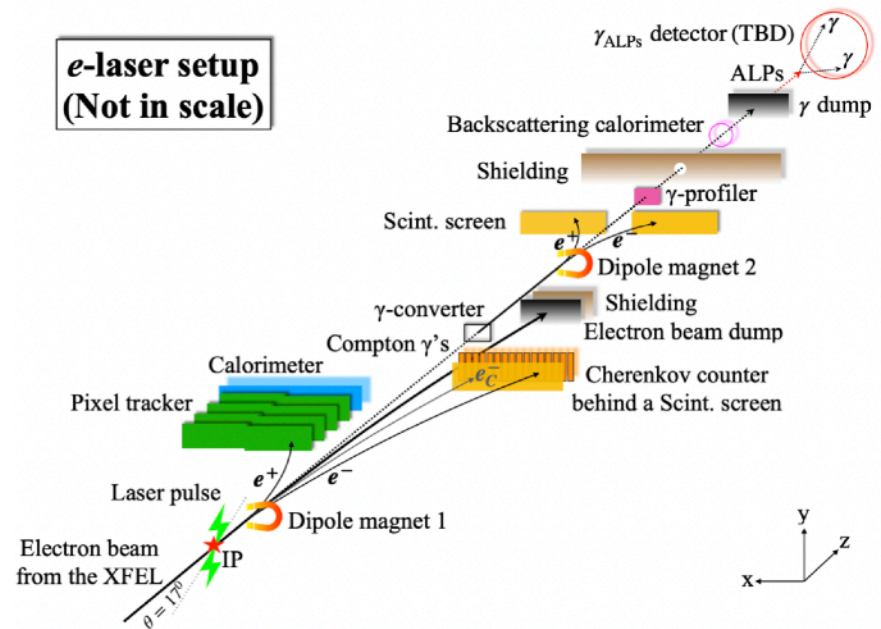 e-laser setup
(Not in scale)
γALPs detector (TBD)
γ
γ
ALPs
γ dump
Backscattering calorimeter
Shielding
γ-profiler
Scint. screen
e⁺
e⁻
Dipole magnet 2
γ-converter
Shielding
Compton γ's
Electron beam dump
Calorimeter
e⁻C
Cherenkov counter
behind a Scint. screen
Pixel tracker
e⁺
e⁻
Laser pulse
Dipole magnet 1
Electron beam
from the XFEL
IP
θ = 17⁰
y
z
x